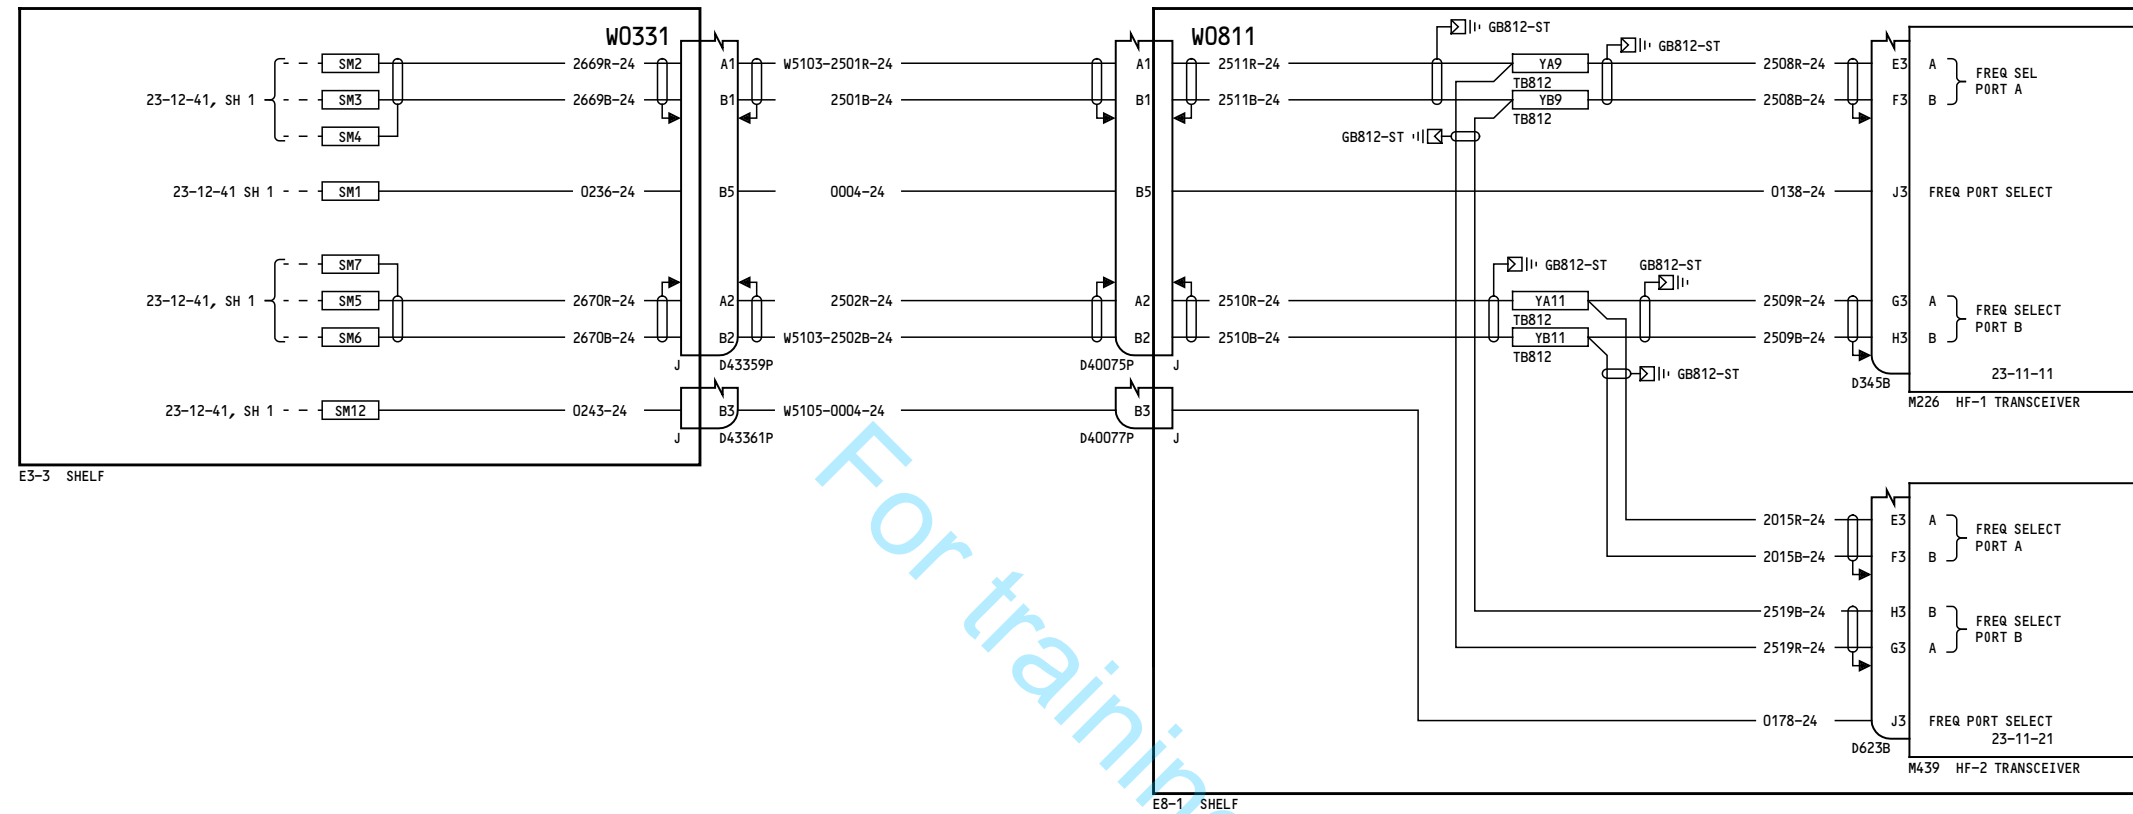 W0331
W0811
GB812-ST
GB812-ST
SM2 2669R-24 A1 W5103-2501R-24 A1 2511R-24 YA9 2508R-24 E3 A
FREQ SEL
PORT A
TB812
23-12-41, SH 1 SM3 2669B-24 B1 2501B-24 B1 2511B-24 YB9 2508B-24 F3 B
TB812
SM4 GB812-ST
23-12-41 SH 1 SM1 0236-24 B5 0004-24 B5 0138-24 J3 FREQ PORT SELECT
SM7 GB812-ST GB812-ST
23-12-41, SH 1 SM5 2670R-24 A2 2502R-24 A2 2510R-24 YA11 2509R-24 G3 A
FREQ SELECT
PORT B
TB812
SM6 2670B-24 B2 W5103-2502B-24 B2 2510B-24 YB11 2509B-24 H3 B
TB812
J D43359P D40075P J
GB812-ST
23-11-11
D345B
M226 HF-1 TRANSCEIVER
23-12-41, SH 1 SM12 0243-24 B3 W5105-0004-24 B3
J D43361P D40077P J
E3-3 SHELF
2015R-24 E3 A
FREQ SELECT
PORT A
2015B-24 F3 B
2519B-24 H3 B
FREQ SELECT
PORT B
2519R-24 G3 A
0178-24 J3 FREQ PORT SELECT
23-11-21
D623B
M439 HF-2 TRANSCEIVER
E8-1 SHELF
For trainin